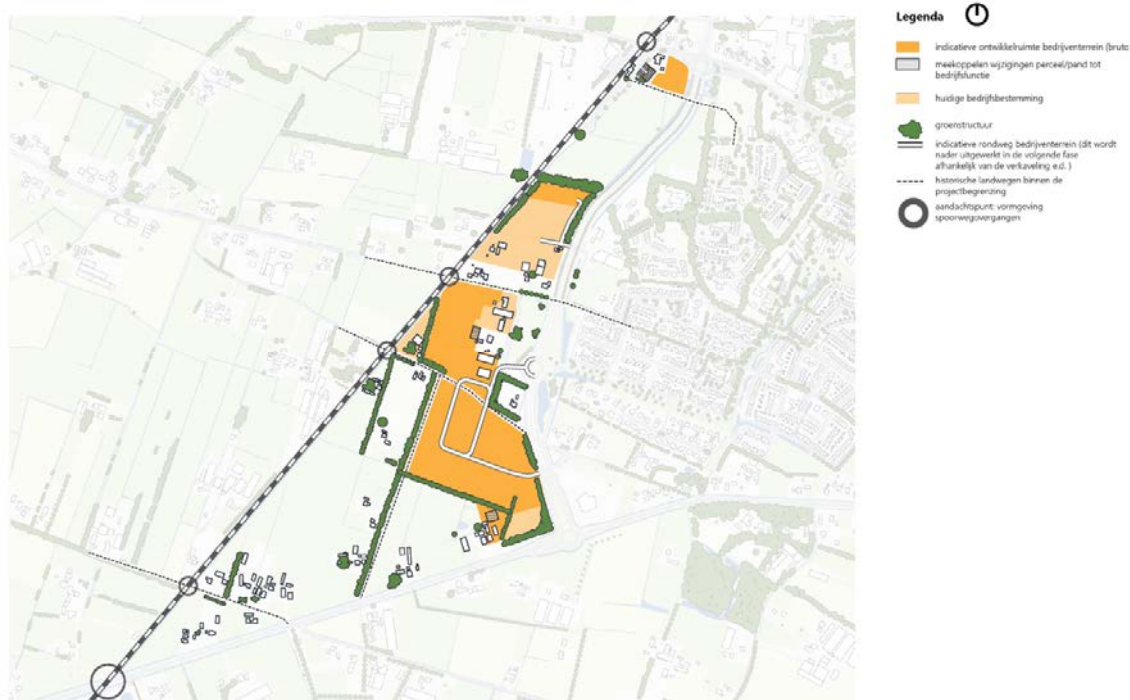 Legenda
indicatieve ontwikkelruimte bedrijventerrein (bruto
meekoppelen wijzigingen perceel/pand tot
bedrijfsfunctie
huidige bedrijfsbestemming
groenstructuur
indicatieve rondweg bedrijventerrein (dit wordt
nader uitgewerkt in de volgende fase
afhankelijk van de verkaveling e.d. )
historische landwegen binnen de
projectbegrenzing
aandachtspunt: vormgeving
spoorwegovergangen